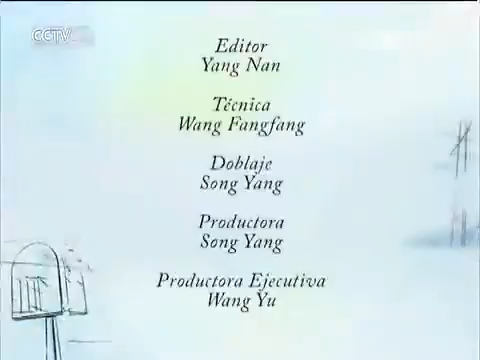 CCTV
Editor
Yang Nan
Técnica
Wang Fangfang
Doblaje
Song Yang
Productora
Song Yang
Productora Ejecutiva
Wang Yu